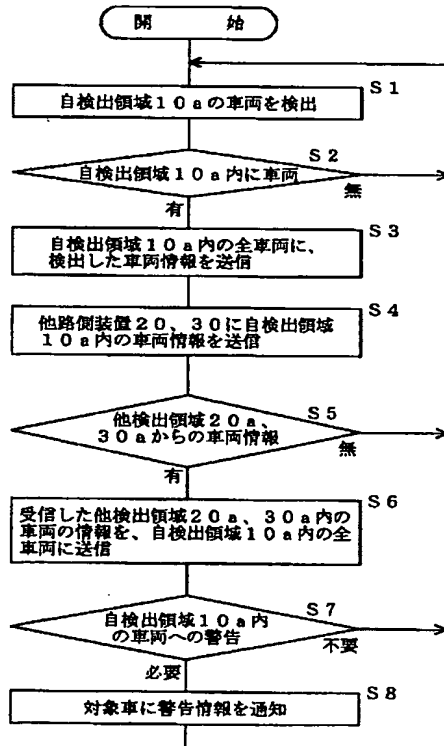 開　始
S1
自検出領域10aの車両を検出
S2
自検出領域10a内に車両
無
有
S3
自検出領域10a内の全車両に、
検出した車両情報を送信
S4
他路側装置20、30に自検出領域
10a内の車両情報を送信
S5
他検出領域20a、
30aからの車両情報
無
有
S6
受信した他検出領域20a、30a内の
車両の情報を、自検出領域10a内の全
車両に送信
S7
自検出領域10a内
の車両への警告
不要
必要
S8
対象車に警告情報を通知